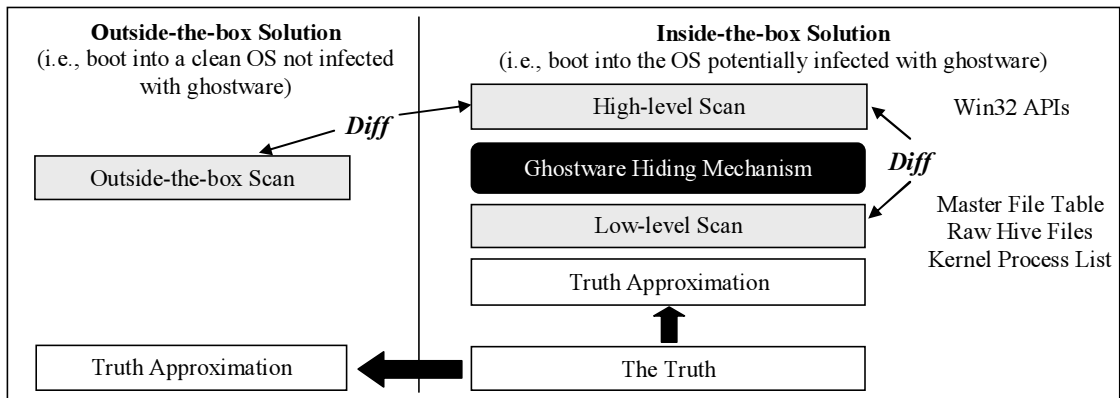 Outside-the-box Solution
(i.e., boot into a clean OS not infected
with ghostware)
Inside-the-box Solution
(i.e., boot into the OS potentially infected with ghostware)
High-level Scan
Win32 APIs
Diff
Ghostware Hiding Mechanism
Diff
Outside-the-box Scan
Low-level Scan
Master File Table
Raw Hive Files
Kernel Process List
Truth Approximation
Truth Approximation
The Truth